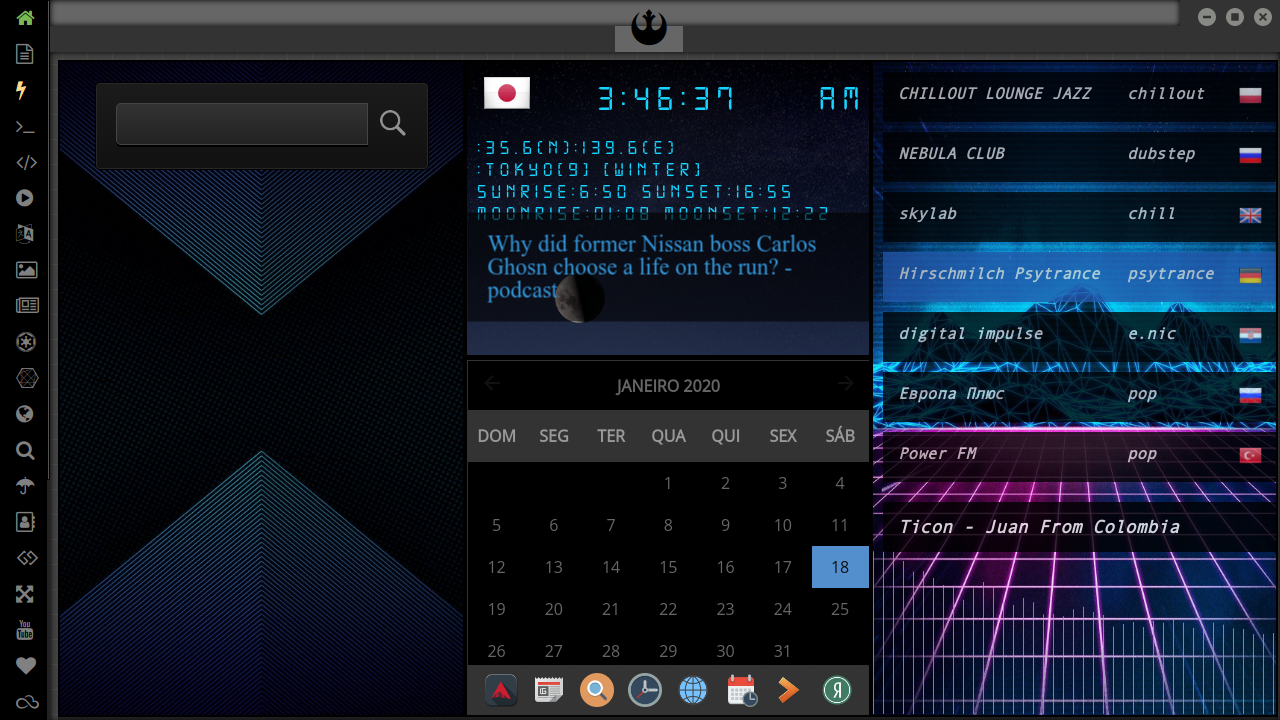 3:46:37 AM
:35.6(N):139.6(E)
:TOKYO(9) (WINTER)
SUNRISE:6:50 SUNSET:16:55
MOONRISE:01:08 MOONSET:12:22
Why did former Nissan boss Carlos
Ghosn choose a life on the run? -
podcast
JANEIRO 2020
DOM SEG TER QUA QUI SEX SÁB
1 2 3 4
5 6 7 8 9 10 11
12 13 14 15 16 17 18
19 20 21 22 23 24 25
26 27 28 29 30 31
CHILLOUT LOUNGE JAZZ chillout
NEBULA CLUB dubstep
skylab chill
Hirschmilch Psytrance psytrance
digital impulse e.nic
Европа Плюс pop
Power FM pop
Ticon - Juan From Colombia
You
Tube
Я